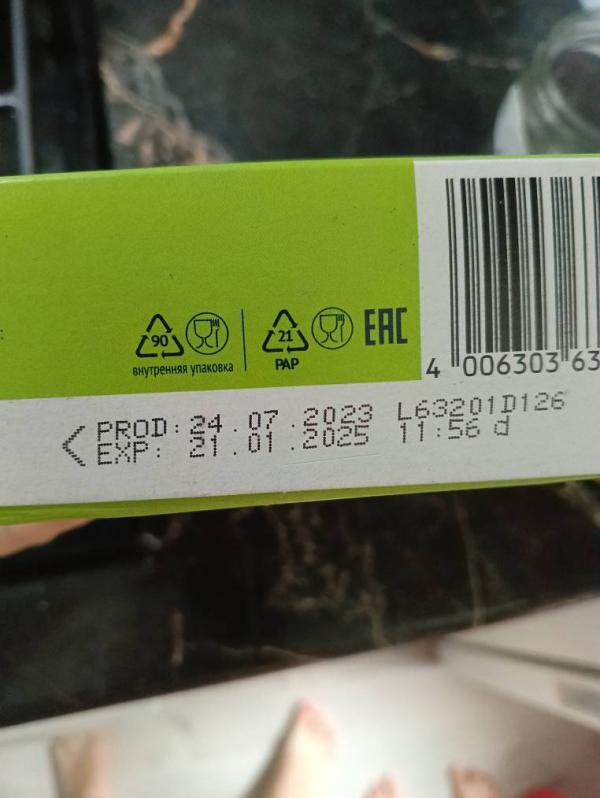 90
21
EAC
внутренняя упаковка
PAP
4 006303 63
PROD: 24.07.2023 L63201D126
EXP: 21.01.2025 11:56 d